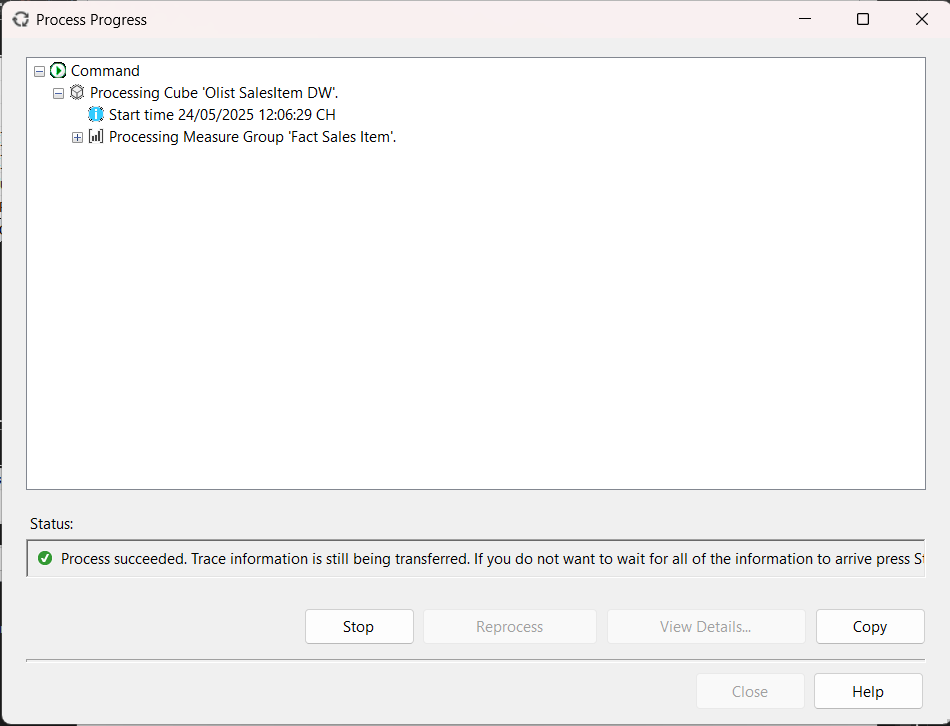 Process Progress
Command
Processing Cube 'Olist SalesItem DW'.
Start time 24/05/2025 12:06:29 CH
Processing Measure Group 'Fact Sales Item'.
Status:
Process succeeded. Trace information is still being transferred. If you do not want to wait for all of the information to arrive press
Stop
Reprocess
View Details...
Copy
Close
Help